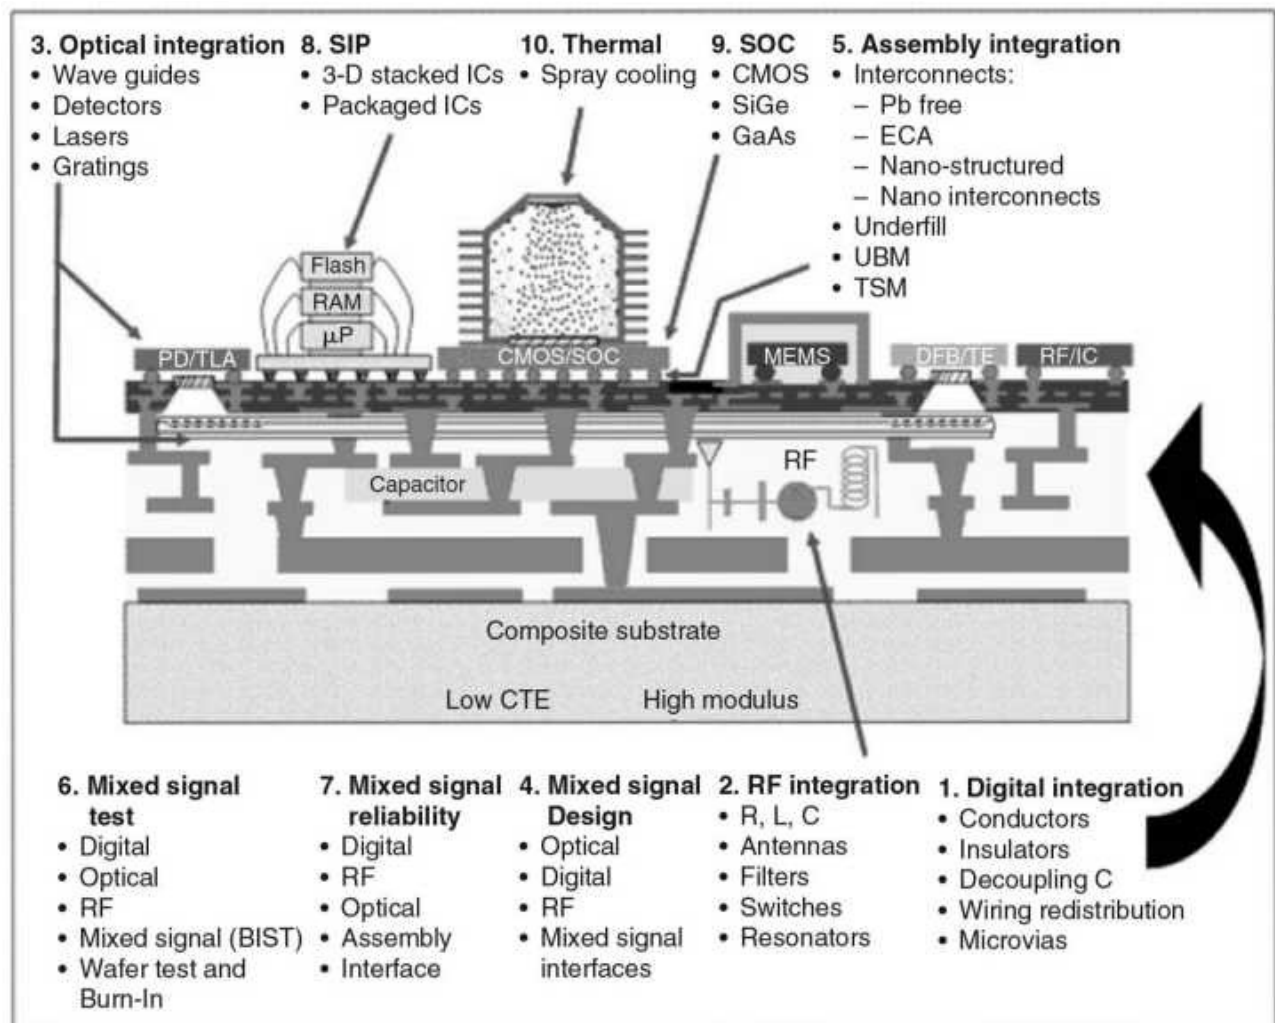 3. Optical integration
• Wave guides
• Detectors
• Lasers
• Gratings
8. SIP
• 3-D stacked ICs
• Packaged ICs
10. Thermal
• Spray cooling
9. SOC
• CMOS
• SiGe
• GaAs
5. Assembly integration
• Interconnects:
– Pb free
– ECA
– Nano-structured
– Nano interconnects
• Underfill
• UBM
• TSM
Flash
RAM
μP
PD/TLA
CMOS/SOC
MEMS
DFB/TE
RF/IC
RF
Capacitor
Composite substrate
Low CTE
High modulus
6. Mixed signal
test
• Digital
• Optical
• RF
• Mixed signal (BIST)
• Wafer test and
Burn-In
7. Mixed signal
reliability
• Digital
• RF
• Optical
• Assembly
• Interface
4. Mixed signal
Design
• Optical
• Digital
• RF
• Mixed signal
interfaces
2. RF integration
• R, L, C
• Antennas
• Filters
• Switches
• Resonators
1. Digital integration
• Conductors
• Insulators
• Decoupling C
• Wiring redistribution
• Microvias